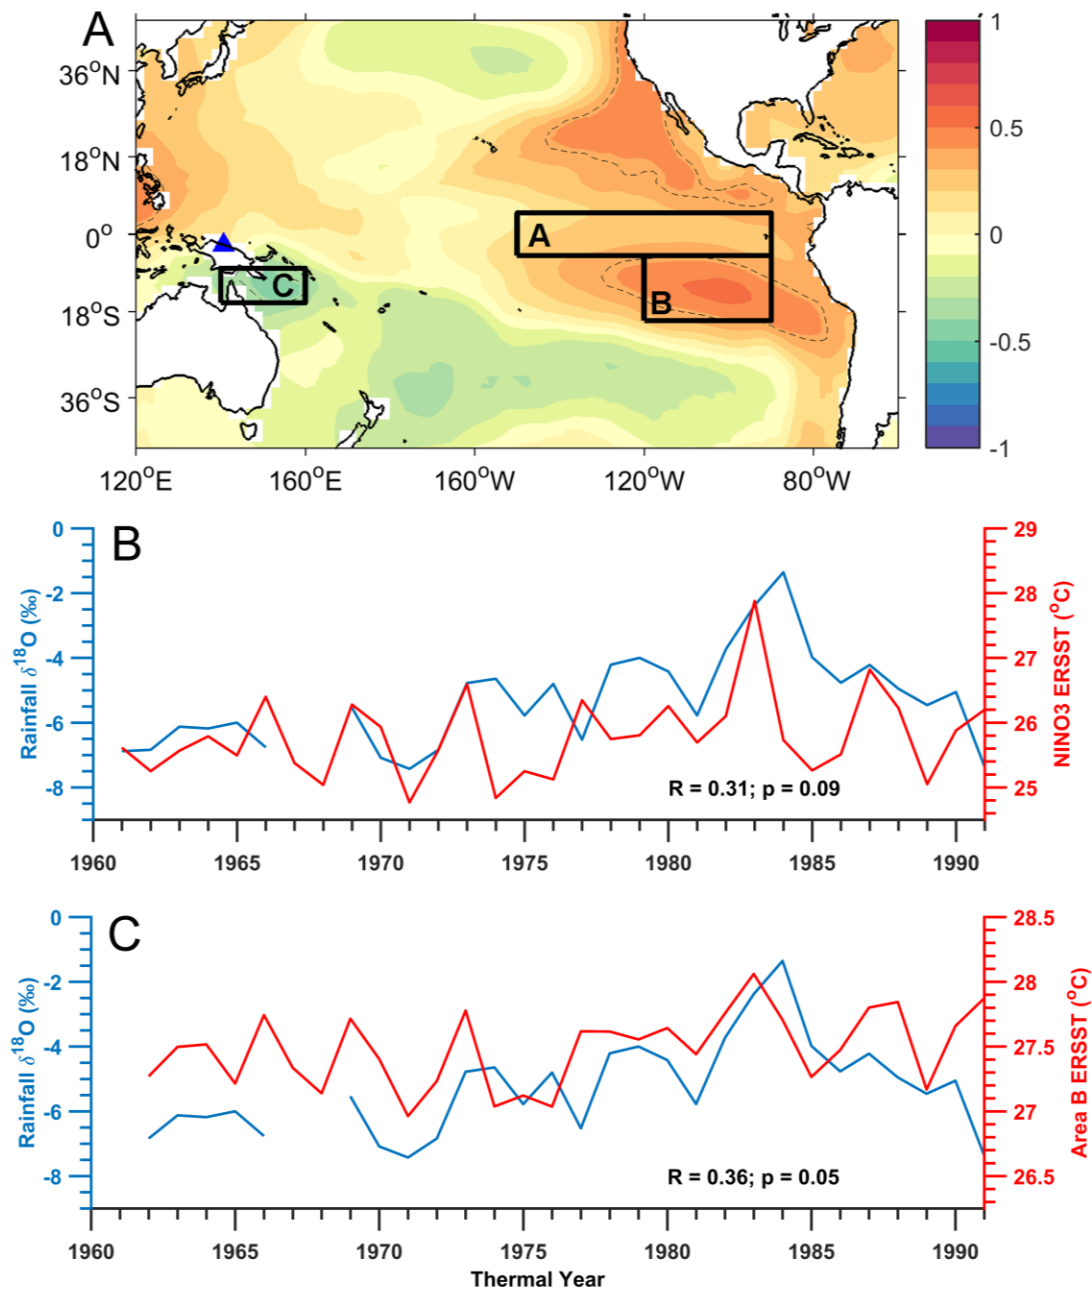 A
36°N
18°N
0°
18°S
36°S
120°E
160°E
160°W
120°W
80°W
A
B
C
1
0.5
0
-0.5
-1
B
0
-2
-4
-6
-8
Rainfall δ18O (‰)
29
28
27
26
25
NINO3 ERSST (°C)
R = 0.31; p = 0.09
1960
1965
1970
1975
1980
1985
1990
C
0
-2
-4
-6
-8
Rainfall δ18O (‰)
28.5
28
27.5
27
26.5
Area B ERSST (°C)
R = 0.36; p = 0.05
1960
1965
1970
1975
1980
1985
1990
Thermal Year